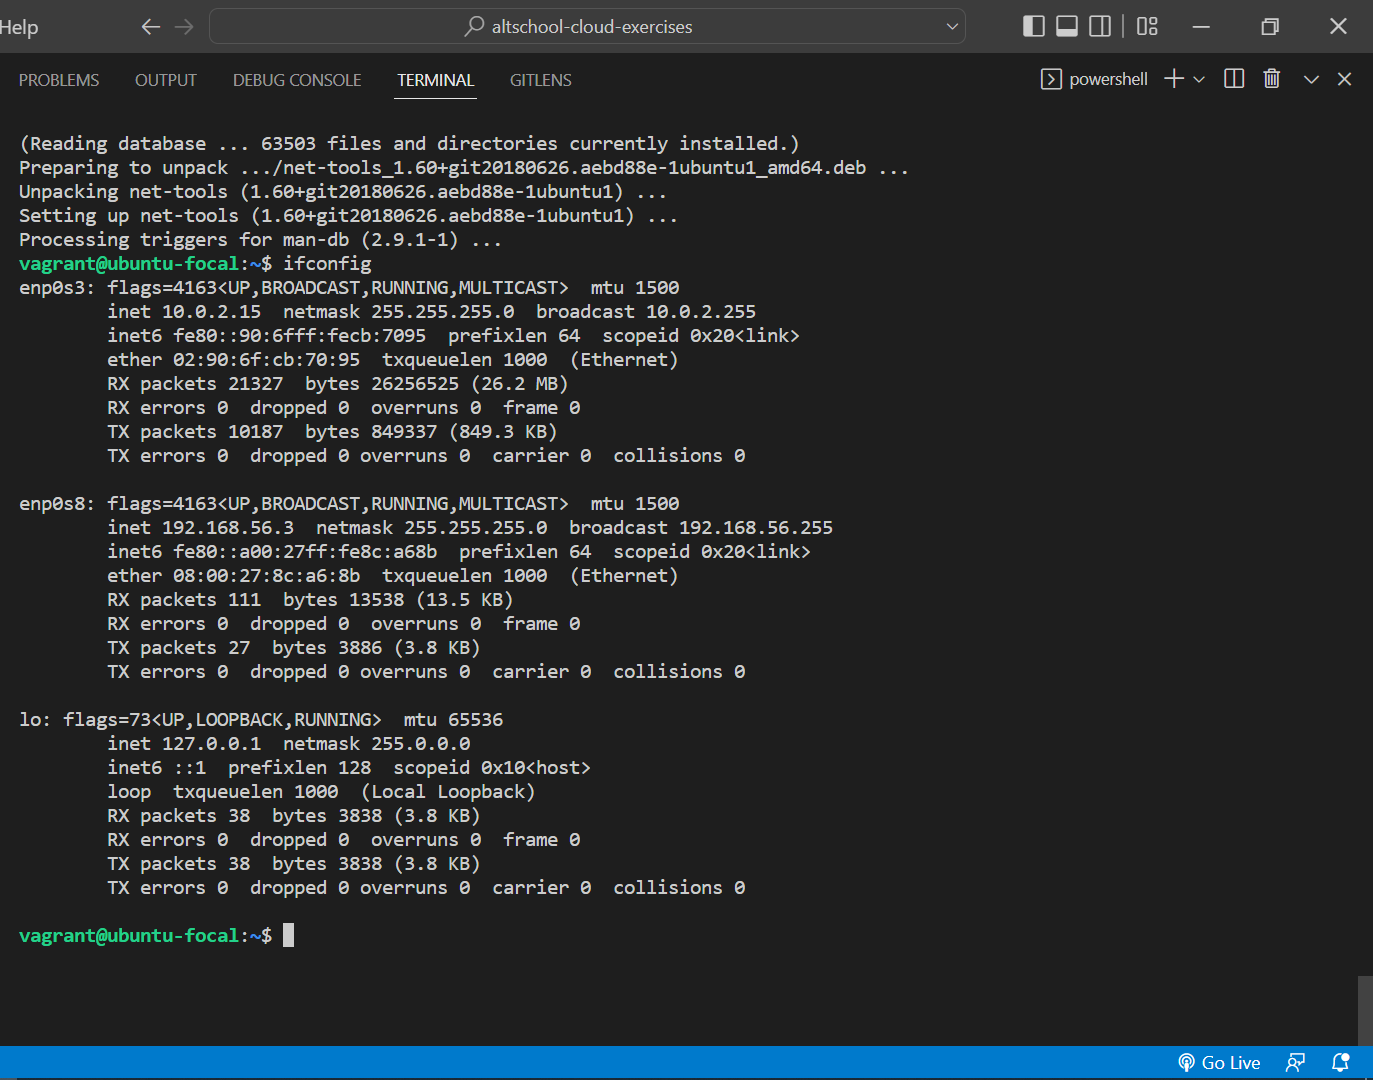 Help
altschool-cloud-exercises
PROBLEMS OUTPUT DEBUG CONSOLE TERMINAL GITLENS
powershell
(Reading database ... 63503 files and directories currently installed.)
Preparing to unpack .../net-tools_1.60+git20180626.aebd88e-1ubuntu1_amd64.deb ...
Unpacking net-tools (1.60+git20180626.aebd88e-1ubuntu1) ...
Setting up net-tools (1.60+git20180626.aebd88e-1ubuntu1) ...
Processing triggers for man-db (2.9.1-1) ...
vagrant@ubuntu-focal:~$ ifconfig
enp0s3: flags=4163<UP,BROADCAST,RUNNING,MULTICAST>  mtu 1500
        inet 10.0.2.15  netmask 255.255.255.0  broadcast 10.0.2.255
        inet6 fe80::90:6fff:fecb:7095  prefixlen 64  scopeid 0x20<link>
        ether 02:90:6f:cb:70:95  txqueuelen 1000  (Ethernet)
        RX packets 21327  bytes 26256525 (26.2 MB)
        RX errors 0  dropped 0  overruns 0  frame 0
        TX packets 10187  bytes 849337 (849.3 KB)
        TX errors 0  dropped 0 overruns 0  carrier 0  collisions 0

enp0s8: flags=4163<UP,BROADCAST,RUNNING,MULTICAST>  mtu 1500
        inet 192.168.56.3  netmask 255.255.255.0  broadcast 192.168.56.255
        inet6 fe80::a00:27ff:fe8c:a68b  prefixlen 64  scopeid 0x20<link>
        ether 08:00:27:8c:a6:8b  txqueuelen 1000  (Ethernet)
        RX packets 111  bytes 13538 (13.5 KB)
        RX errors 0  dropped 0  overruns 0  frame 0
        TX packets 27  bytes 3886 (3.8 KB)
        TX errors 0  dropped 0 overruns 0  carrier 0  collisions 0

lo: flags=73<UP,LOOPBACK,RUNNING>  mtu 65536
        inet 127.0.0.1  netmask 255.0.0.0
        inet6 ::1  prefixlen 128  scopeid 0x10<host>
        loop  txqueuelen 1000  (Local Loopback)
        RX packets 38  bytes 3838 (3.8 KB)
        RX errors 0  dropped 0  overruns 0  frame 0
        TX packets 38  bytes 3838 (3.8 KB)
        TX errors 0  dropped 0 overruns 0  carrier 0  collisions 0

vagrant@ubuntu-focal:~$
Go Live